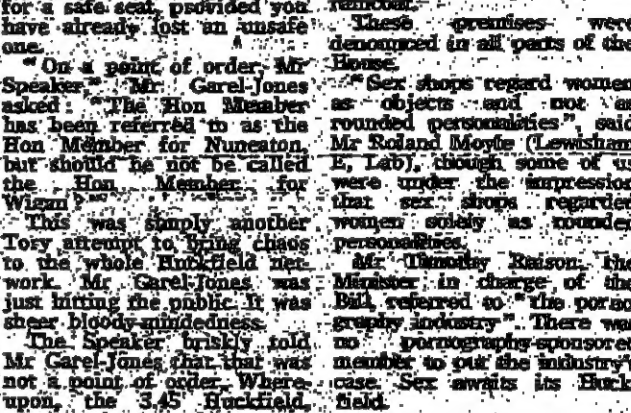 for a safe seat, provided you
have already lost an unsafe
one.
"On a point of order, Mr
Speaker," Mr Garel-Jones
asked: "The Hon Member
has been referred to as the
Hon Member for Nuneaton,
but should he not be called
the Hon Member for
Wigan?"
This was simply another
Tory attempt to bring chaos
to the whole Huckfield net-
work. Mr Garel-Jones was
just hitting the public. It was
sheer bloody-mindedness.
The Speaker briskly told
Mr Garel-Jones that that was
not a point of order. Where-
upon, the 3.45 Huckfield,
raincoat.
These premises were
denounced in all parts of the
House.
"Sex shops regard women
as objects and not as
rounded personalities", said
Mr Roland Moyle (Lewisham
E, Lab), though some of us
were under the impression
that sex shops regarded
women solely as rounded
personalities.
Mr Timothy Raison, the
Minister in charge of the
Bill, referred to "the porno
graphy industry". There was
no pornography-sponsored
member to put the industry's
case. Sex awaits its Huck
field.